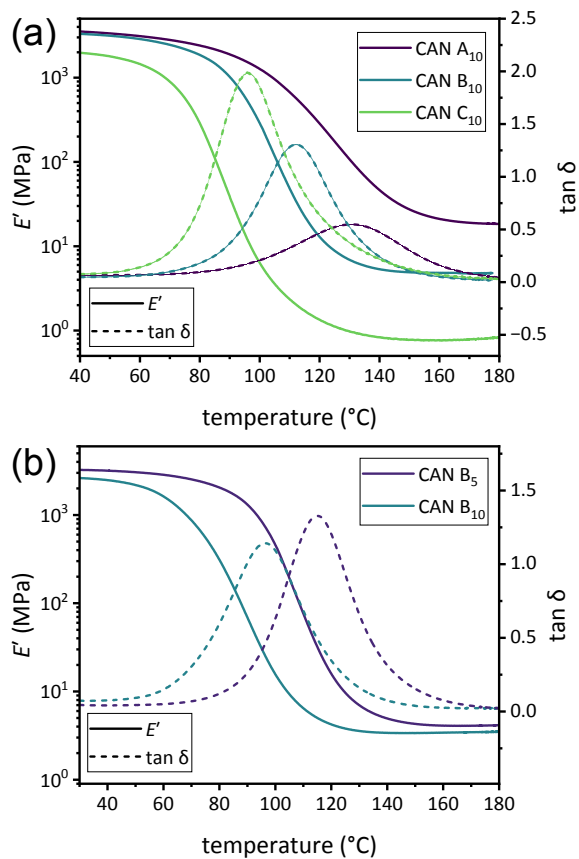 (a)
10³
10²
10¹
10⁰
E′ (MPa)
CAN A₁₀
CAN B₁₀
CAN C₁₀
E′
tan δ
2.5
2.0
1.5
1.0
0.5
0.0
−0.5
tan δ
40 60 80 100 120 140 160 180
temperature (°C)
(b)
10³
10²
10¹
10⁰
E′ (MPa)
CAN B₅
CAN B₁₀
E′
tan δ
1.5
1.0
0.5
0.0
tan δ
40 60 80 100 120 140 160 180
temperature (°C)